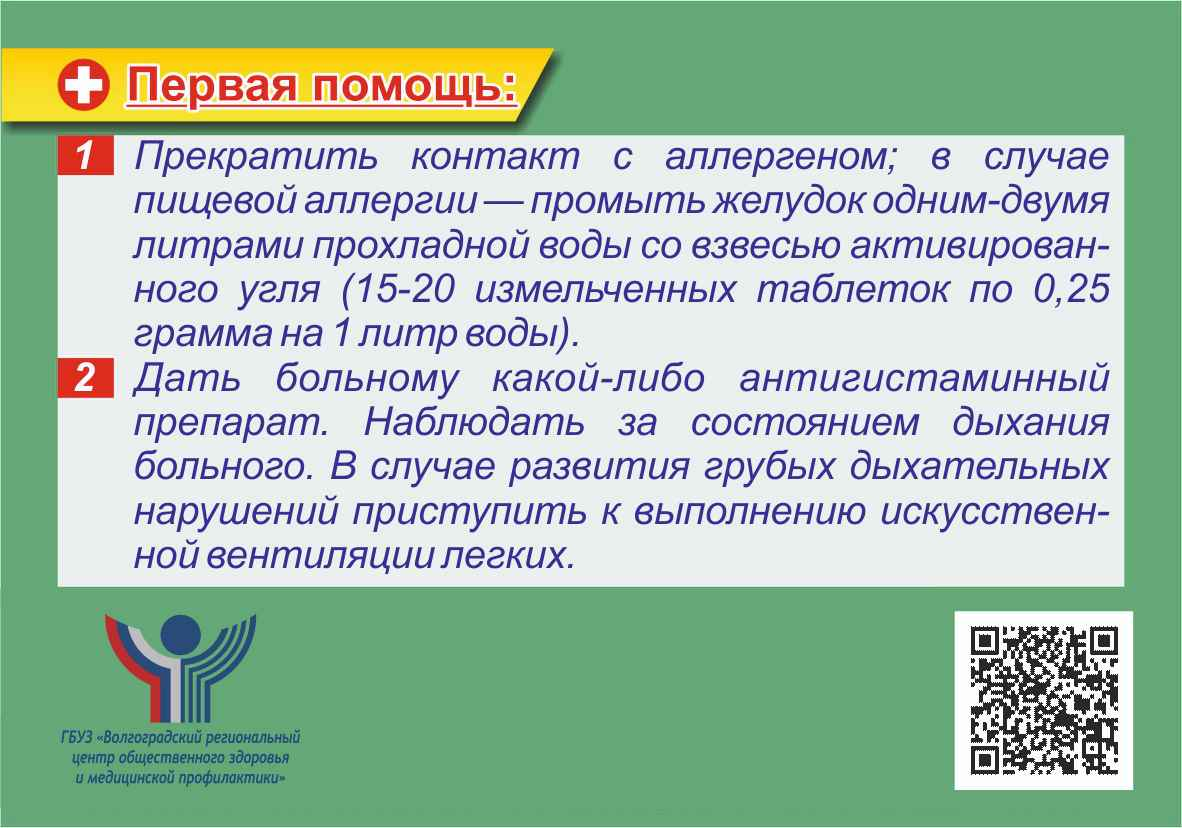 Первая помощь:
1 Прекратить контакт с аллергеном; в случае
пищевой аллергии — промыть желудок одним-двумя
литрами прохладной воды со взвесью активирован-
ного угля (15-20 измельченных таблеток по 0,25
грамма на 1 литр воды).
2 Дать больному какой-либо антигистаминный
препарат. Наблюдать за состоянием дыхания
больного. В случае развития грубых дыхательных
нарушений приступить к выполнению искусствен-
ной вентиляции легких.
ГБУЗ «Волгоградский региональный
центр общественного здоровья
и медицинской профилактики»